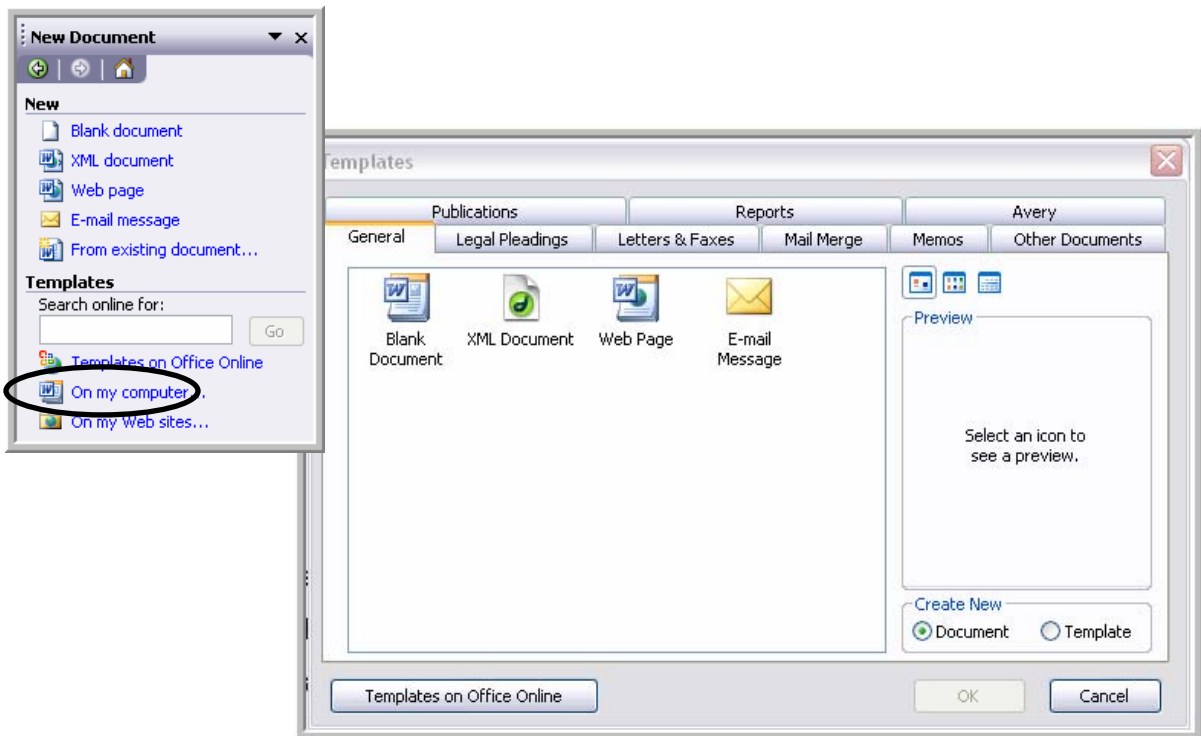 New Document
New
Blank document
XML document
Web page
E-mail message
From existing document...
Templates
Search online for:
Go
Templates on Office Online
On my computer...
On my Web sites...
Templates
Publications
Reports
Avery
General
Legal Pleadings
Letters & Faxes
Mail Merge
Memos
Other Documents
Blank
Document
XML Document
Web Page
E-mail
Message
Preview
Select an icon to
see a preview.
Create New
Document
Template
Templates on Office Online
OK
Cancel